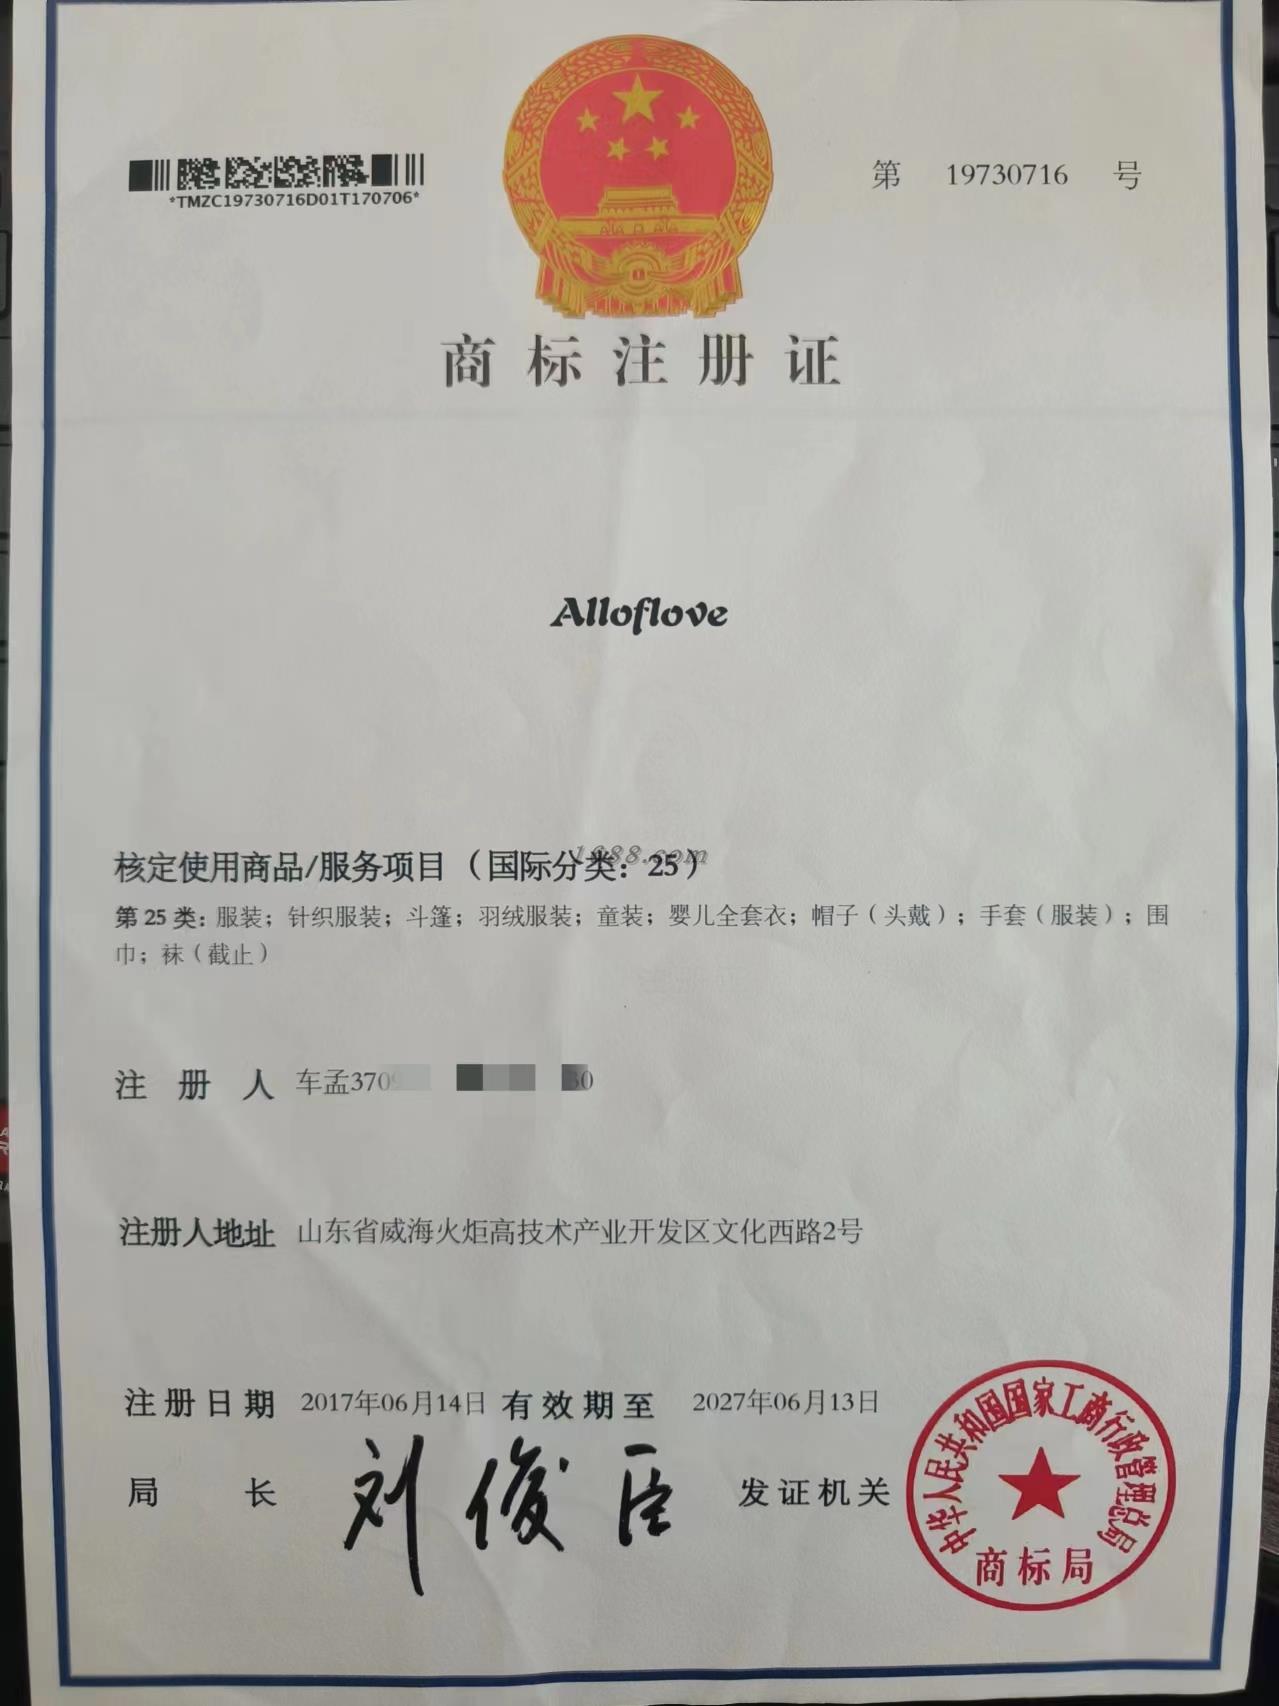 *TMZC19730716D01T170706*
第 19730716 号
商标注册证
Alloflove
1688.com
核定使用商品/服务项目（国际分类：25）
第25类：服装；针织服装；斗篷；羽绒服装；童装；婴儿全套衣；帽子（头戴）；手套（服装）；围
巾；袜（截止）
注册人 车孟370 30
注册人地址 山东省威海火炬高技术产业开发区文化西路2号
注册日期 2017年06月14日 有效期至 2027年06月13日
局长 刘俊臣 发证机关
中华人民共和国国家工商行政管理总局
商标局